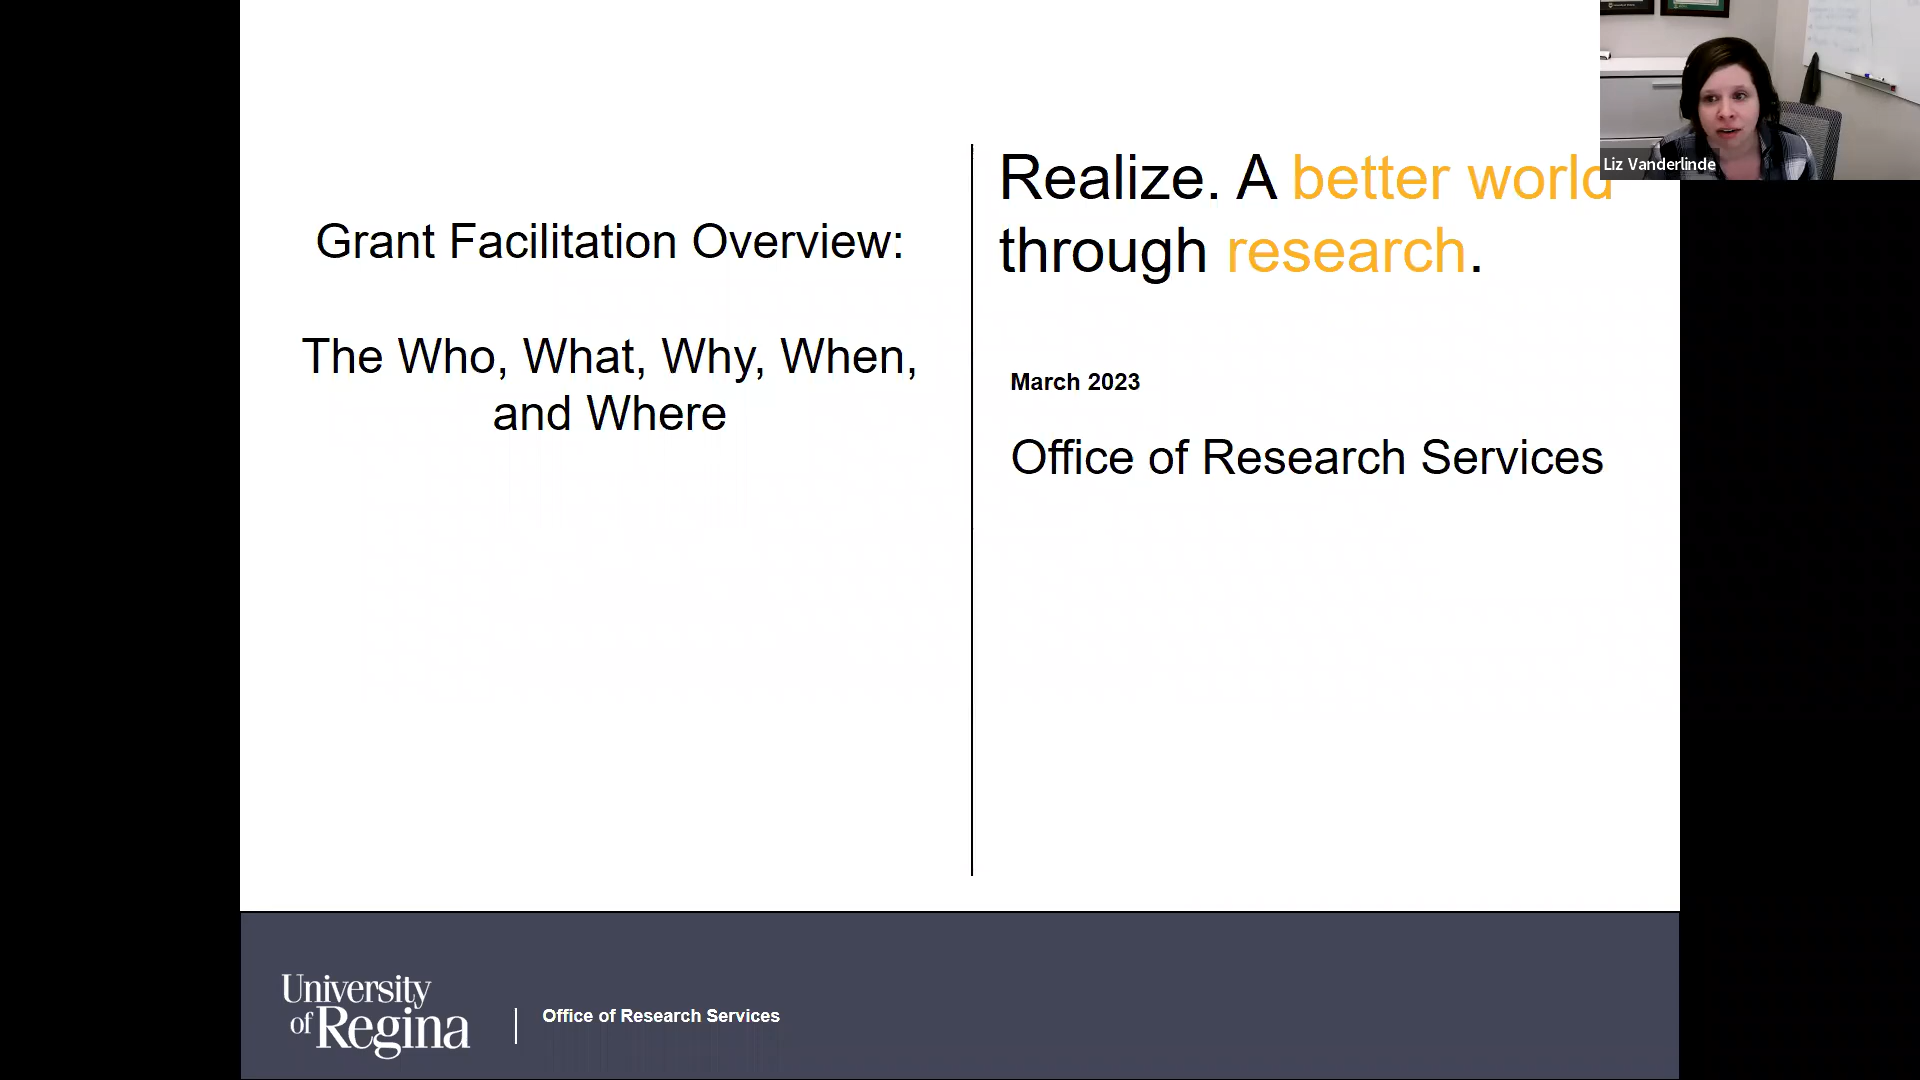 Grant Facilitation Overview:
The Who, What, Why, When,
and Where
Realize. A better world
through research.
March 2023
Office of Research Services
Liz Vanderlinde
University
of Regina
Office of Research Services